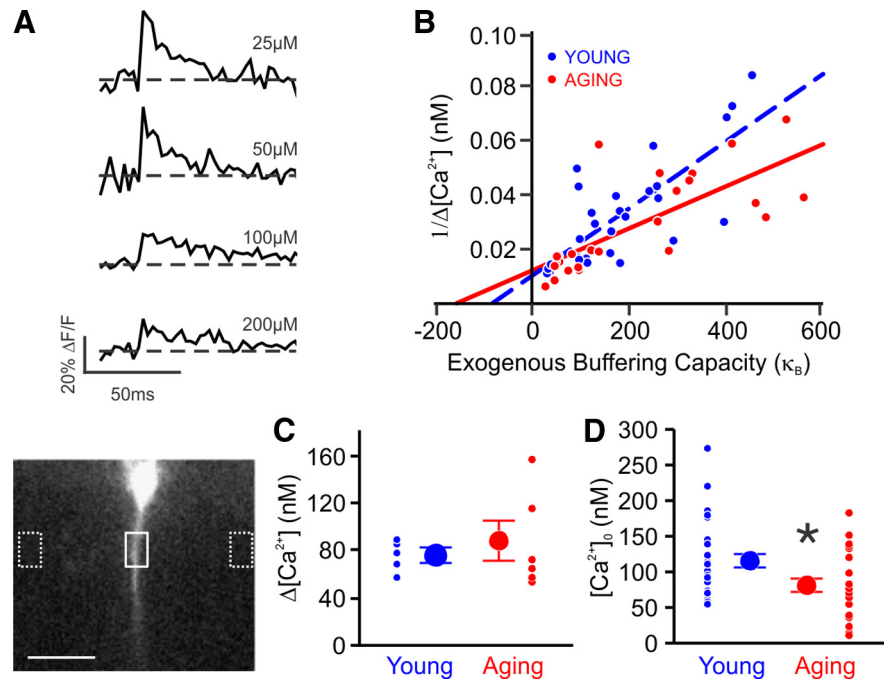 A
25µM
50µM
100µM
200µM
20% ΔF/F
50ms
B
YOUNG
AGING
1/Δ[Ca²⁺] (nM)
0.10
0.08
0.06
0.04
0.02
-200
0
200
400
600
Exogenous Buffering Capacity (κB)
C
Δ[Ca²⁺] (nM)
160
120
80
40
0
Young
Aging
D
[Ca²⁺]₀ (nM)
300
250
200
150
100
50
0
*
Young
Aging